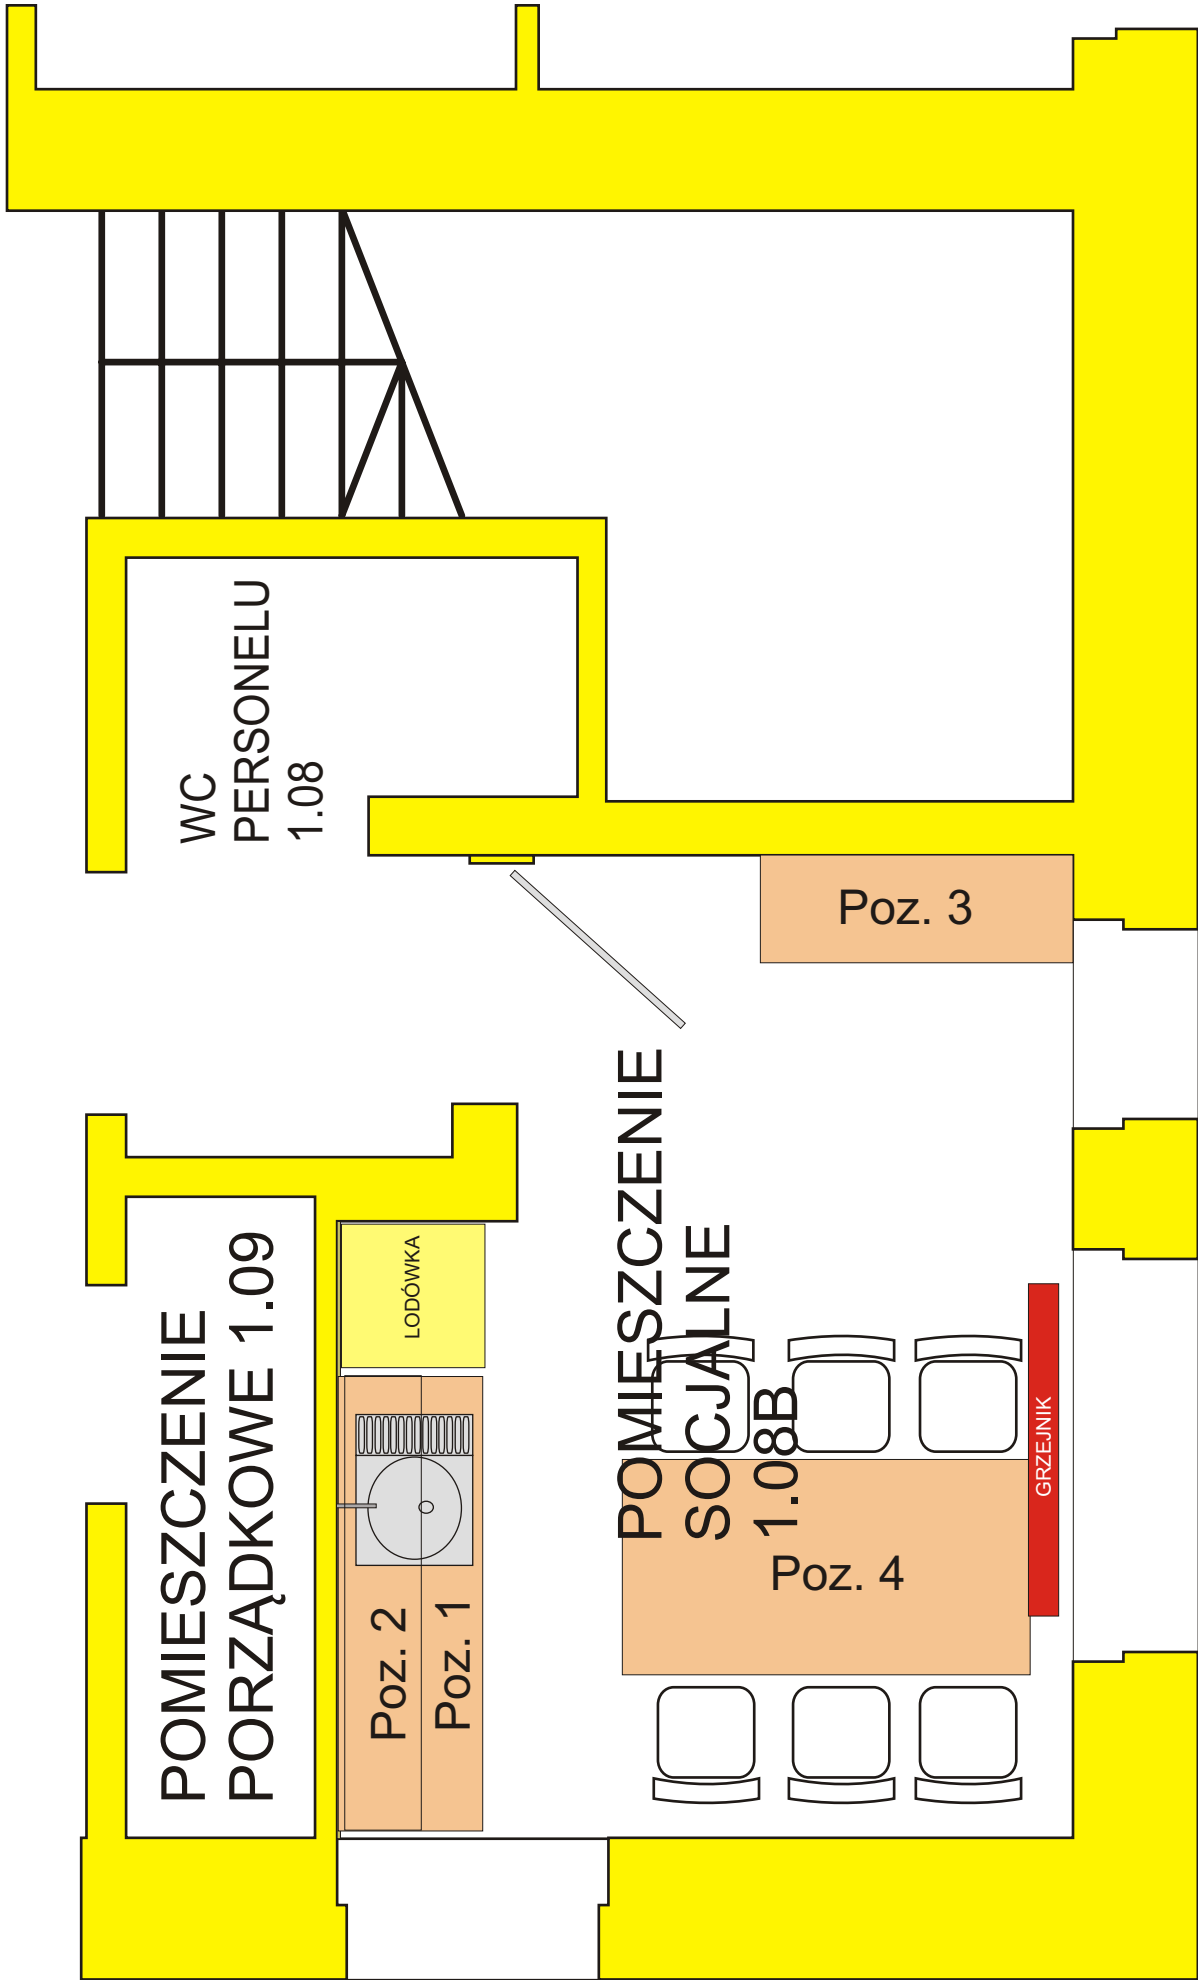 WC
PERSONELU
1.08
Poz. 3
POMIESZCZENIE
SOCJALNE
1.08B
POMIESZCZENIE
PORZĄDKOWE 1.09
LODÓWKA
GRZEJNIK
Poz. 4
Poz. 2
Poz. 1